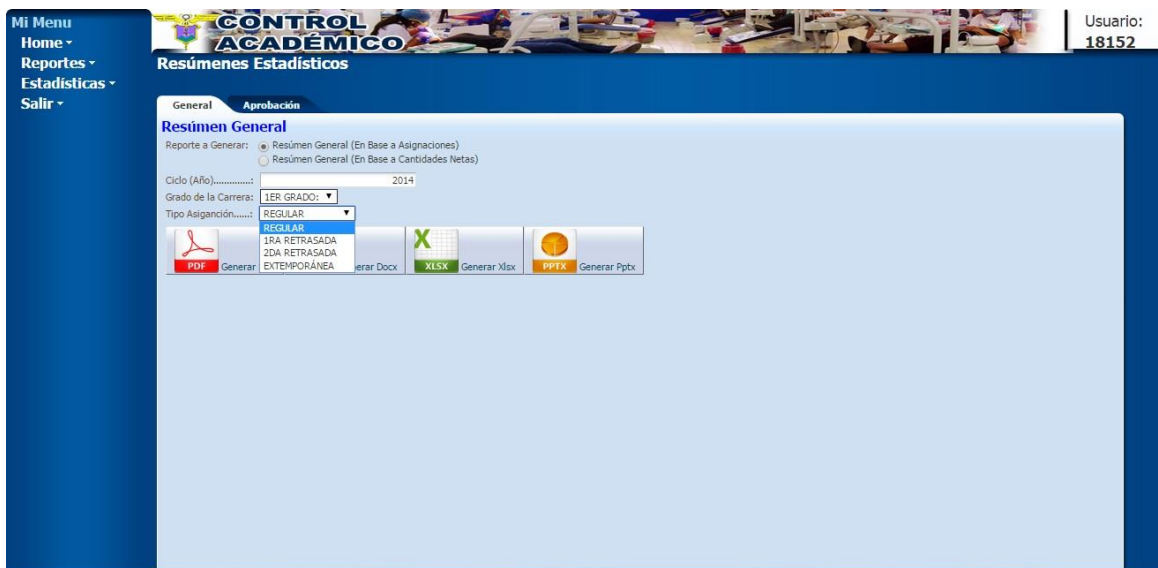 Mi Menu
Home
Reportes
Estadísticas
Salir
CONTROL
ACADÉMICO
Usuario:
18152
Resúmenes Estadísticos
General Aprobación
Resúmen General
Reporte a Generar: Resúmen General (En Base a Asignaciones)
Resúmen General (En Base a Cantidades Netas)
Ciclo (Año).............: 2014
Grado de la Carrera: 1ER GRADO:
Tipo Asigación......: REGULAR
REGULAR
1RA RETRASADA
2DA RETRASADA
EXTEMPORÁNEA
PDF Generar erar Docx XLSX Generar Xlsx PPTX Generar Pptx